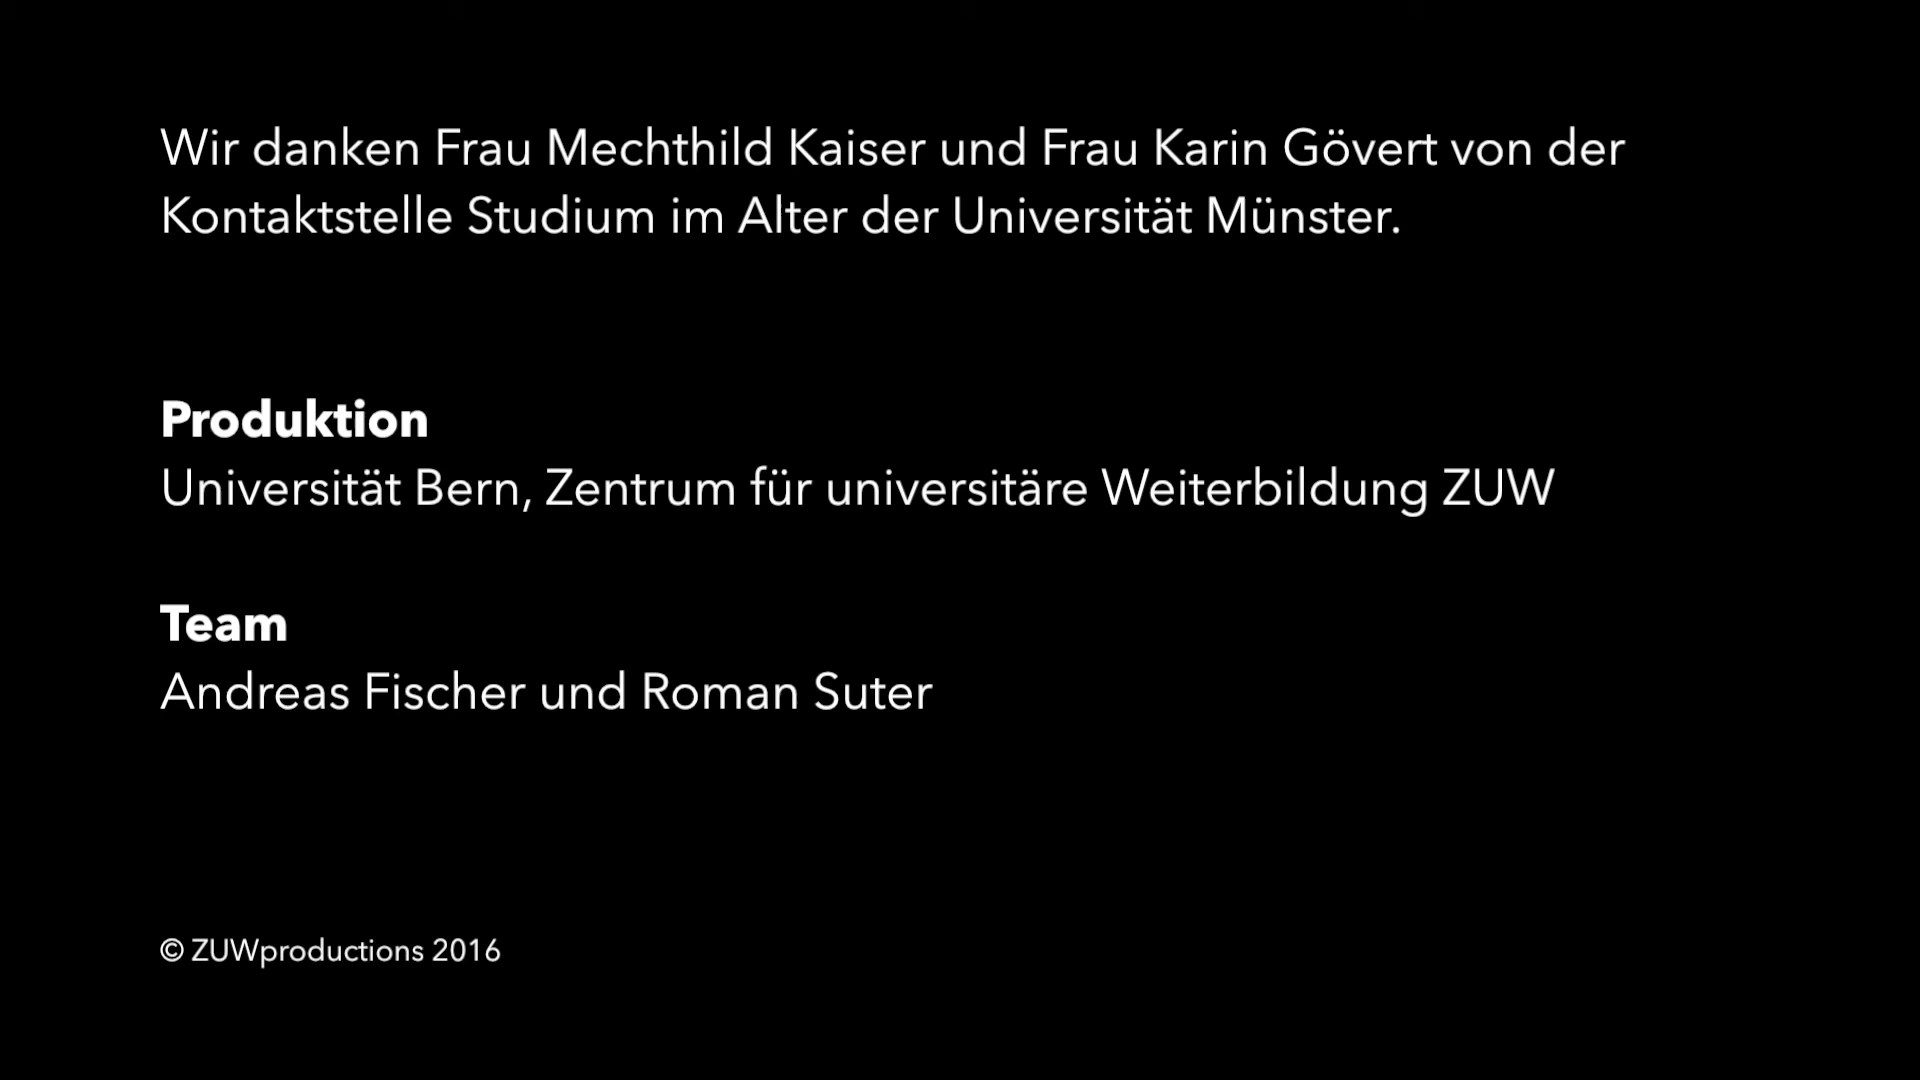 Wir danken Frau Mechthild Kaiser und Frau Karin Gövert von der
Kontaktstelle Studium im Alter der Universität Münster.
Produktion
Universität Bern, Zentrum für universitäre Weiterbildung ZUW
Team
Andreas Fischer und Roman Suter
© ZUWproductions 2016